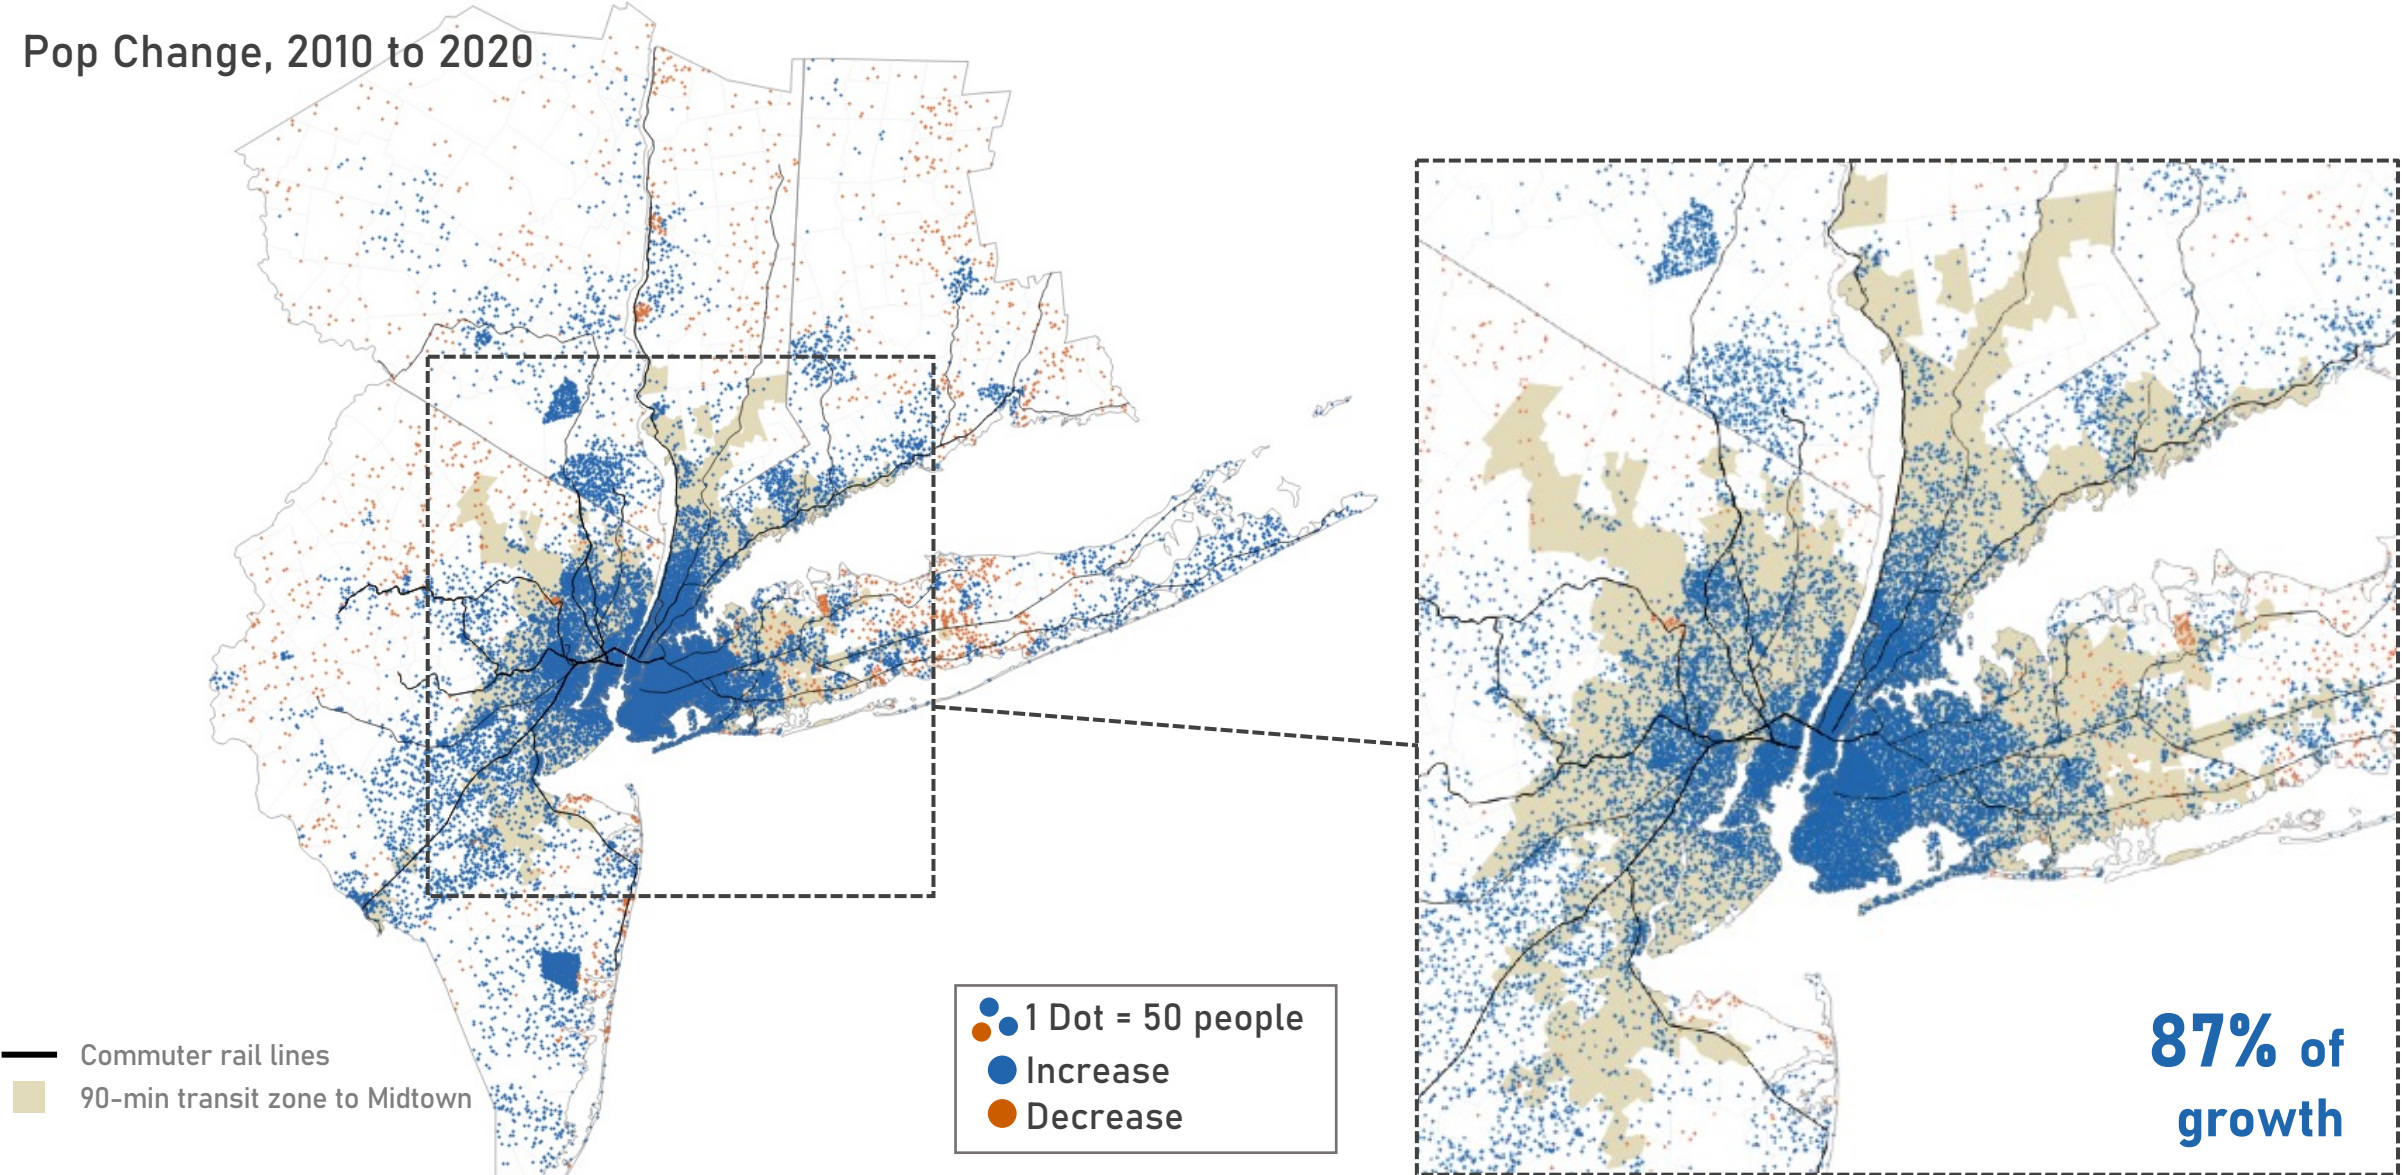 Pop Change, 2010 to 2020
Commuter rail lines
90-min transit zone to Midtown
1 Dot = 50 people
Increase
Decrease
87% of
growth